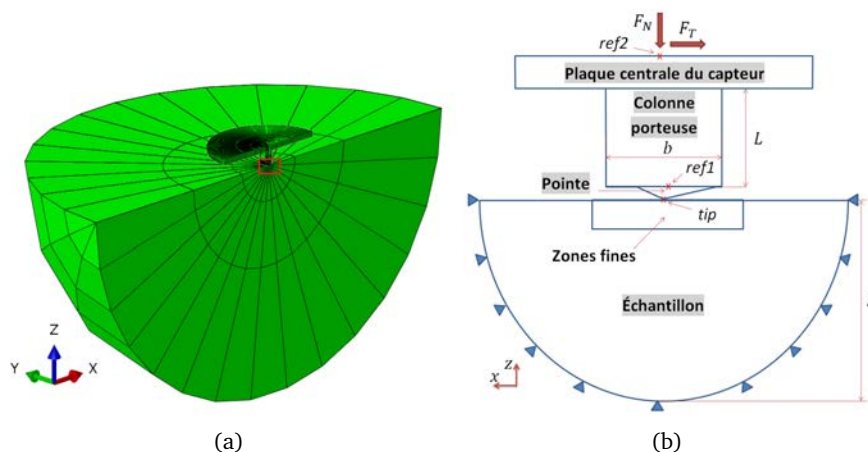 Z
Y
X
(a)
F_N
F_T
ref2
Plaque centrale du capteur
Colonne
porteuse
b
L
Pointe
ref1
tip
Zones fines
Échantillon
z
x
(b)